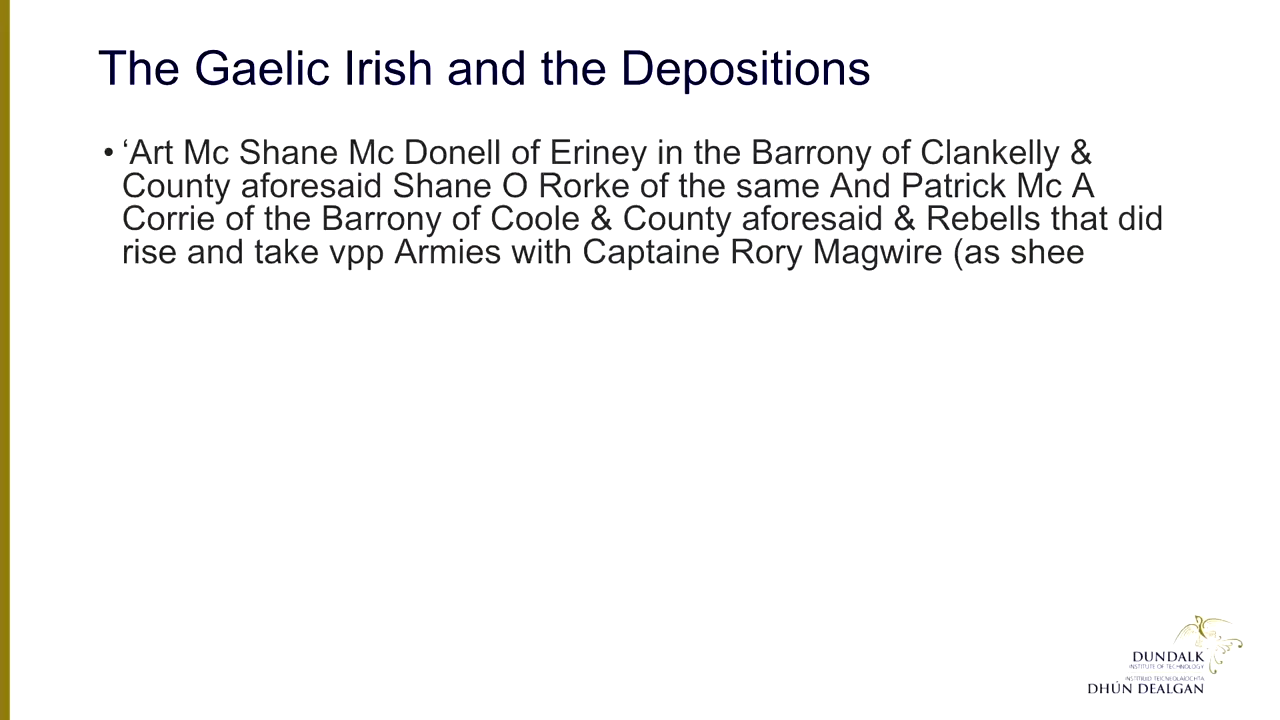 The Gaelic Irish and the Depositions
• ‘Art Mc Shane Mc Donell of Eriney in the Barrony of Clankelly &
County aforesaid Shane O Rorke of the same And Patrick Mc A
Corrie of the Barrony of Coole & County aforesaid & Rebells that did
rise and take vpp Armies with Captaine Rory Magwire (as shee
DUNDALK
INSTITUTE OF TECHNOLOGY
INSTITIÚID TEICNEOLAÍOCHTA
DHÚN DEALGAN